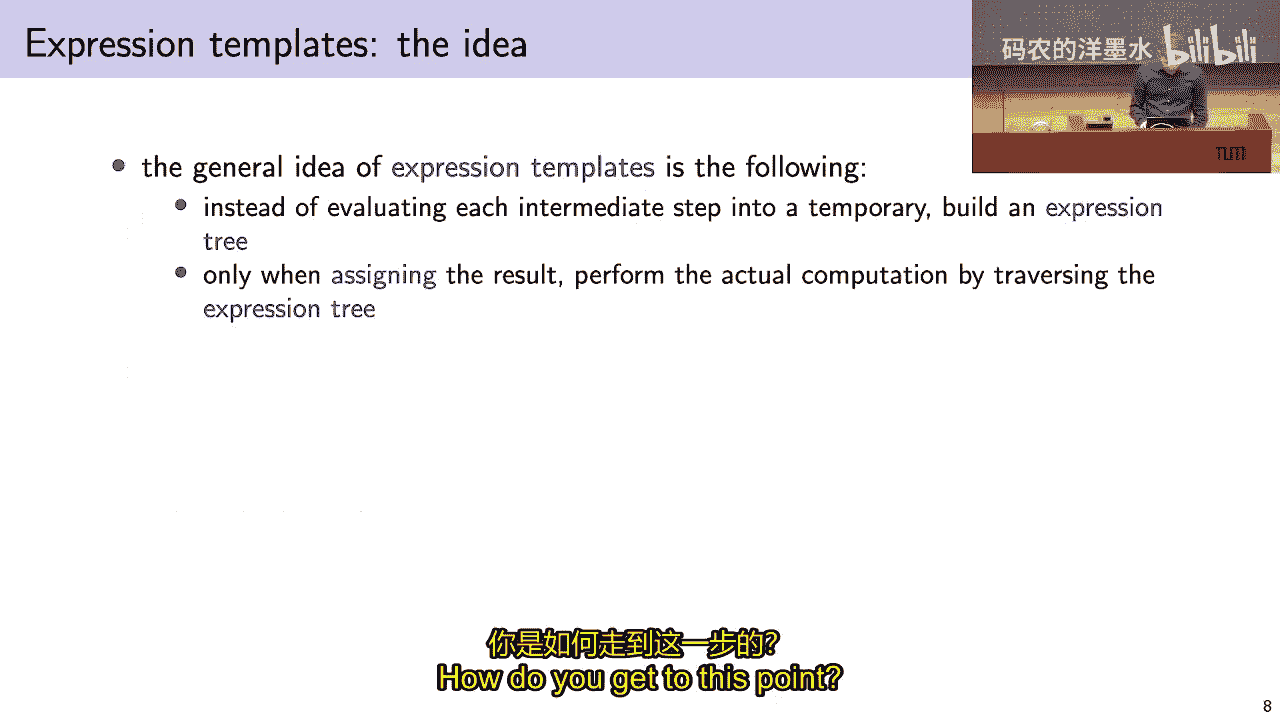 Expression templates: the idea
码农的洋墨水 bilibili
TUM
the general idea of expression templates is the following:
instead of evaluating each intermediate step into a temporary, build an expression
tree
only when assigning the result, perform the actual computation by traversing the
expression tree
你是如何走到这一步的?
How do you get to this point?
8